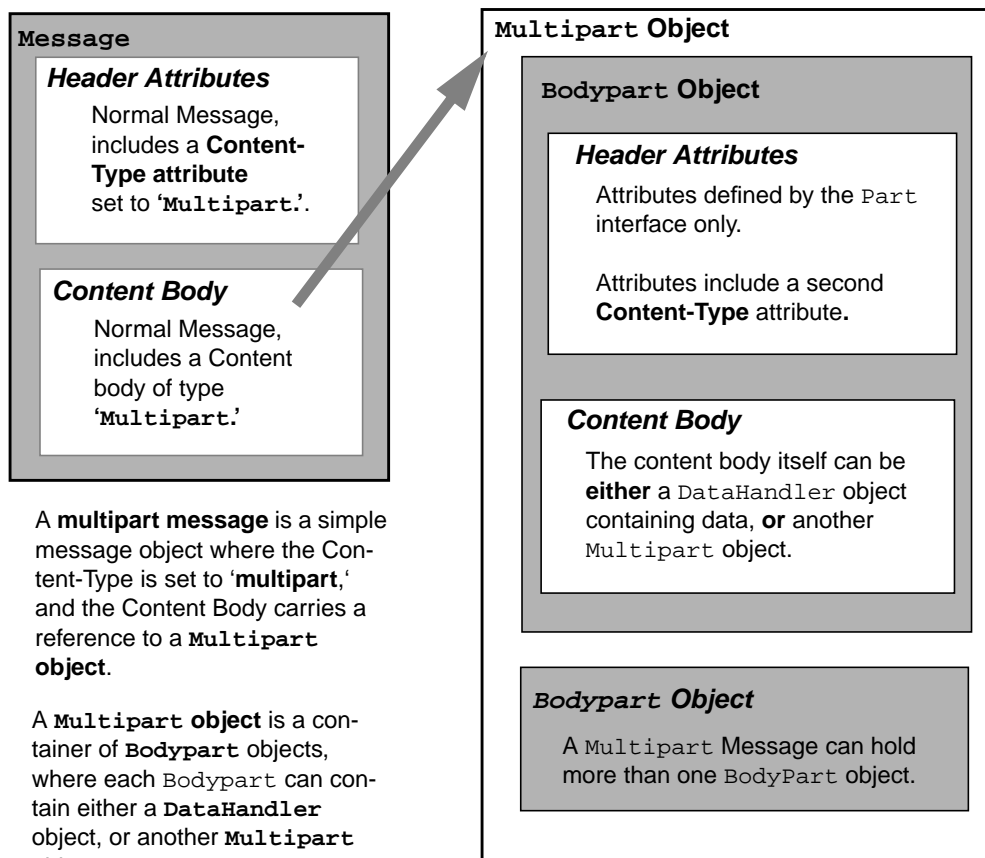 Message
Header Attributes
Normal Message,
includes a Content-
Type attribute
set to ‘Multipart.’.
Content Body
Normal Message,
includes a Content
body of type
‘Multipart.’
A multipart message is a simple
message object where the Con-
tent-Type is set to ‘multipart,‘
and the Content Body carries a
reference to a Multipart
object.
A Multipart object is a con-
tainer of Bodypart objects,
where each Bodypart can con-
tain either a DataHandler
object, or another Multipart
Multipart Object
Bodypart Object
Header Attributes
Attributes defined by the Part
interface only.
Attributes include a second
Content-Type attribute.
Content Body
The content body itself can be
either a DataHandler object
containing data, or another
Multipart object.
Bodypart Object
A Multipart Message can hold
more than one BodyPart object.